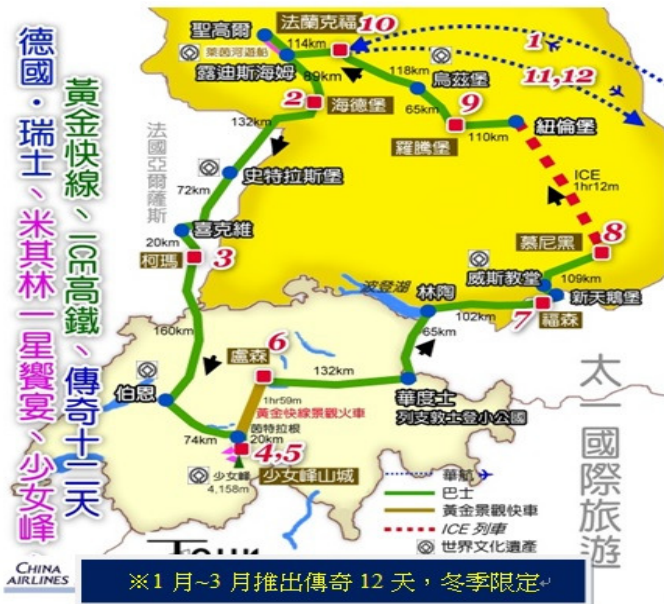 德國・瑞士、米其林一星饗宴、少女峰
黃金快線、ICE高鐵、傳奇十二天
聖高爾
萊茵河遊船
露迪斯海姆
法蘭克福
10
114km
89km
1
11,12
2
海德堡
118km
烏茲堡
65km
9
羅騰堡
110km
紐倫堡
132km
法國亞爾薩斯
史特拉斯堡
72km
喜克維
20km
柯瑪
3
ICE
1hr12m
8
慕尼黑
威斯教堂
109km
新天鵝堡
7
福森
波登湖
林陶
102km
65km
160km
6
盧森
132km
華度士
列支敦士登小公國
1hr59m
黃金快線景觀火車
伯恩
74km
茵特拉根
20km
4,5
少女峰
4,158m
少女峰山城
太一國際旅遊
華航
巴士
黃金景觀快車
ICE 列車
世界文化遺產
CHINA AIRLINES
※1 月~3 月推出傳奇 12 天，冬季限定